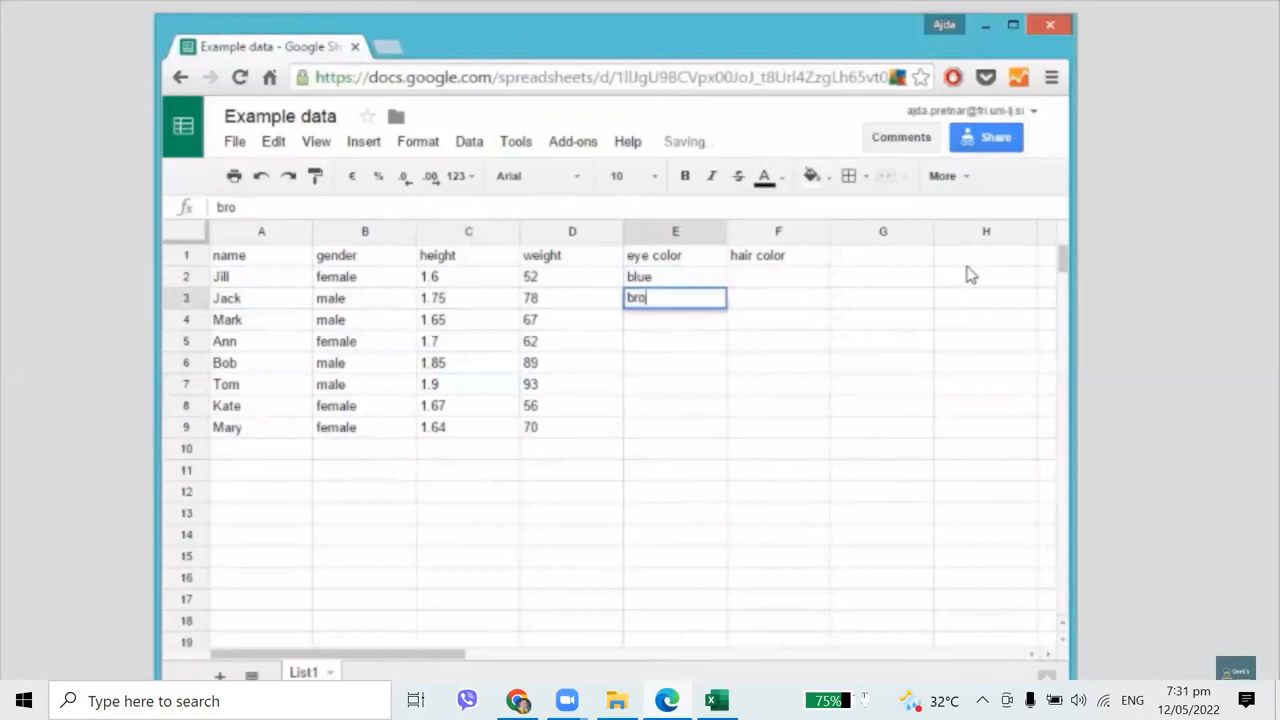 Ajda
Example data - Google Sh
https://docs.google.com/spreadsheets/d/
Example data
ajda.pretnar@fri.uni-lj.si
File Edit View Insert Format Data Tools Add-ons Help Saving...
Comments Share
€ % .0 .00 123 Arial 10 B I S A More
fx bro
A B C D E F G H
1 name gender height weight eye color hair color
2 Jill female 1.6 52 blue
3 Jack male 1.75 78 bro
4 Mark male 1.65 67
5 Ann female 1.7 62
6 Bob male 1.85 89
7 Tom male 1.9 93
8 Kate female 1.67 56
9 Mary female 1.64 70
10
11
12
13
14
15
16
17
18
19
List1
Geek's
Type here to search
75%
32°C
ENG
7:31 pm
12/05/2022